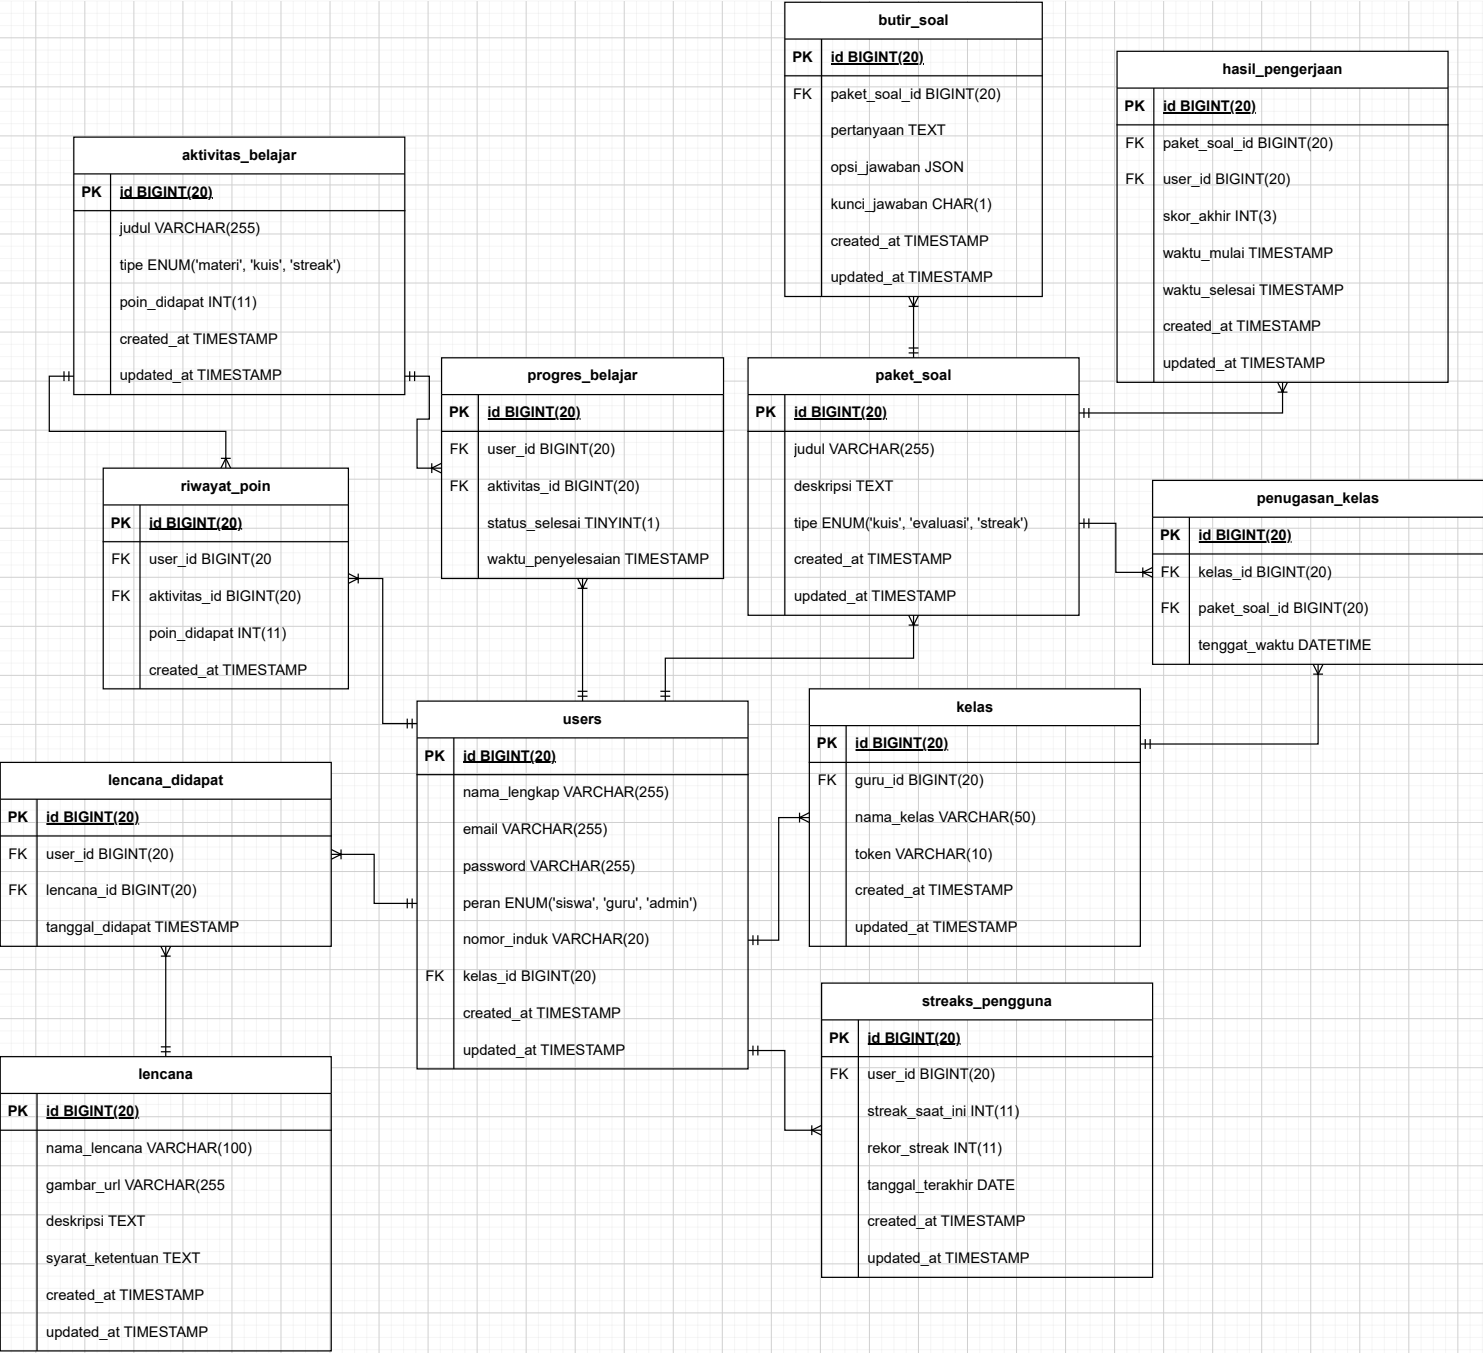 butir_soal
PK id BIGINT(20)
FK paket_soal_id BIGINT(20)
pertanyaan TEXT
opsi_jawaban JSON
kunci_jawaban CHAR(1)
created_at TIMESTAMP
updated_at TIMESTAMP
hasil_pengerjaan
PK id BIGINT(20)
FK paket_soal_id BIGINT(20)
FK user_id BIGINT(20)
skor_akhir INT(3)
waktu_mulai TIMESTAMP
waktu_selesai TIMESTAMP
created_at TIMESTAMP
updated_at TIMESTAMP
aktivitas_belajar
PK id BIGINT(20)
judul VARCHAR(255)
tipe ENUM('materi', 'kuis', 'streak')
poin_didapat INT(11)
created_at TIMESTAMP
updated_at TIMESTAMP
progres_belajar
PK id BIGINT(20)
FK user_id BIGINT(20)
FK aktivitas_id BIGINT(20)
status_selesai TINYINT(1)
waktu_penyelesaian TIMESTAMP
paket_soal
PK id BIGINT(20)
judul VARCHAR(255)
deskripsi TEXT
tipe ENUM('kuis', 'evaluasi', 'streak')
created_at TIMESTAMP
updated_at TIMESTAMP
riwayat_poin
PK id BIGINT(20)
FK user_id BIGINT(20
FK aktivitas_id BIGINT(20)
poin_didapat INT(11)
created_at TIMESTAMP
penugasan_kelas
PK id BIGINT(20)
FK kelas_id BIGINT(20)
FK paket_soal_id BIGINT(20)
tenggat_waktu DATETIME
users
PK id BIGINT(20)
nama_lengkap VARCHAR(255)
email VARCHAR(255)
password VARCHAR(255)
peran ENUM('siswa', 'guru', 'admin')
nomor_induk VARCHAR(20)
FK kelas_id BIGINT(20)
created_at TIMESTAMP
updated_at TIMESTAMP
kelas
PK id BIGINT(20)
FK guru_id BIGINT(20)
nama_kelas VARCHAR(50)
token VARCHAR(10)
created_at TIMESTAMP
updated_at TIMESTAMP
lencana_didapat
PK id BIGINT(20)
FK user_id BIGINT(20)
FK lencana_id BIGINT(20)
tanggal_didapat TIMESTAMP
streaks_pengguna
PK id BIGINT(20)
FK user_id BIGINT(20)
streak_saat_ini INT(11)
rekor_streak INT(11)
tanggal_terakhir DATE
created_at TIMESTAMP
updated_at TIMESTAMP
lencana
PK id BIGINT(20)
nama_lencana VARCHAR(100)
gambar_url VARCHAR(255
deskripsi TEXT
syarat_ketentuan TEXT
created_at TIMESTAMP
updated_at TIMESTAMP